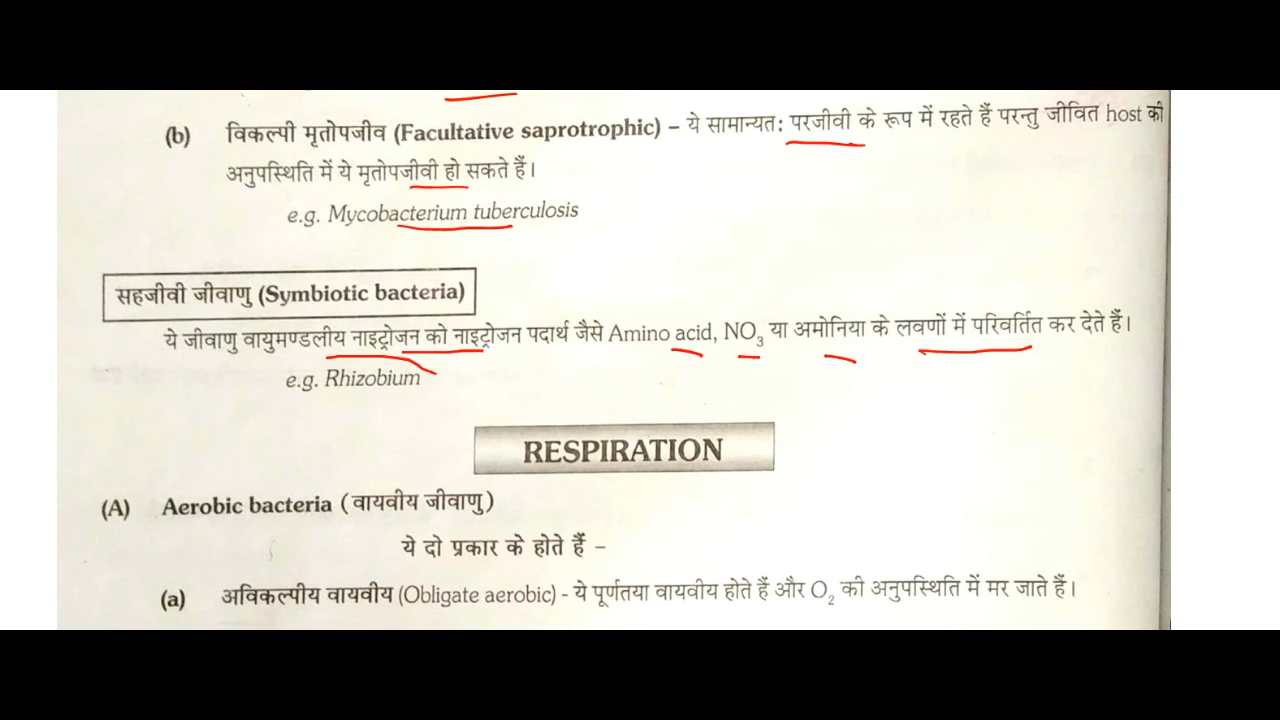 (b) विकल्पी मृतोपजीव (Facultative saprotrophic) – ये सामान्यत: परजीवी के रूप में रहते हैं परन्तु जीवित host की
अनुपस्थिति में ये मृतोपजीवी हो सकते हैं।
e.g. Mycobacterium tuberculosis
सहजीवी जीवाणु (Symbiotic bacteria)
ये जीवाणु वायुमण्डलीय नाइट्रोजन को नाइट्रोजन पदार्थ जैसे Amino acid, NO₃ या अमोनिया के लवणों में परिवर्तित कर देते हैं।
e.g. Rhizobium
RESPIRATION
(A) Aerobic bacteria (वायवीय जीवाणु)
ये दो प्रकार के होते हैं –
(a) अविकल्पीय वायवीय (Obligate aerobic) - ये पूर्णतया वायवीय होते हैं और O₂ की अनुपस्थिति में मर जाते हैं।